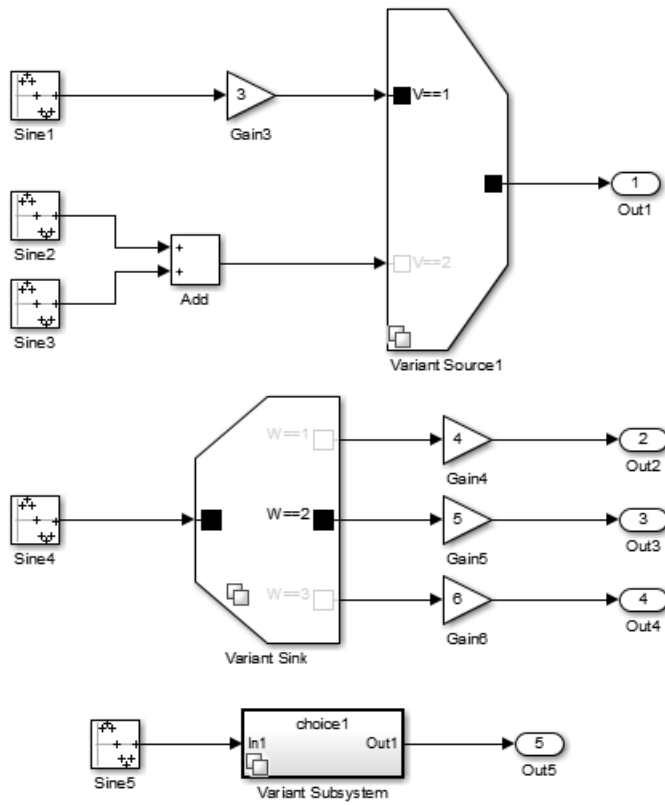 3
V==1
Sine1
Gain3
1
Out1
Sine2
+
+
V==2
Add
Sine3
Variant Source1
W==1
4
2
Gain4
Out2
W==2
5
3
Sine4
Gain5
Out3
W==3
6
4
Gain6
Out4
Variant Sink
choice1
In1
Out1
5
Sine5
Out5
Variant Subsystem